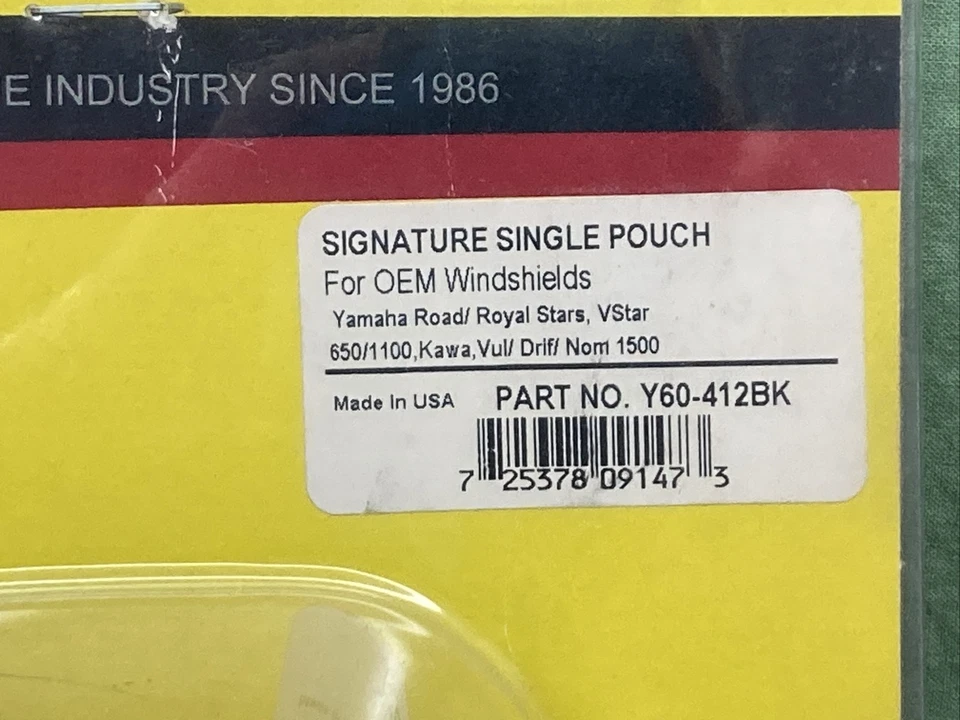 E INDUSTRY SINCE 1986
SIGNATURE SINGLE POUCH
For OEM Windshields
Yamaha Road/ Royal Stars, VStar
650/1100,Kawa,Vul/ Drif/ Nom 1500
Made In USA PART NO. Y60-412BK
7 25378 09147 3